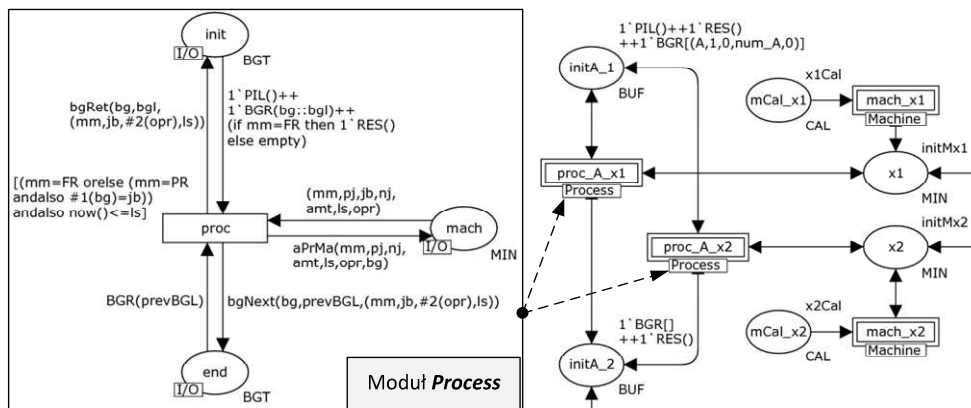 init
I/O
BGT
bgRet(bg,bgl,
(mm,jb,#2(opr),ls))
1`PIL()++
1`BGR(bg::bgl)++
(if mm=FR then 1`RES()
else empty)
[(mm=FR orelse (mm=PR
andalso #1(bg)=jb))
andalso now()<=ls]
proc
(mm,pj,jb,nj,
amt,ls,opr)
aPrMa(mm,pj,nj,
amt,ls,opr,bg)
mach
I/O
MIN
BGR(prevBGL)
bgNext(bg,prevBGL,(mm,jb,#2(opr),ls))
end
I/O
BGT
Moduł Process
1`PIL()++1`RES()
++1`BGR[(A,1,0,num_A,0)]
initA_1
BUF
proc_A_x1
Process
proc_A_x2
Process
1`BGR[]
++1`RES()
initA_2
BUF
mCal_x1
CAL
x1Cal
mach_x1
Machine
initMx1
x1
MIN
initMx2
x2
MIN
x2Cal
mCal_x2
CAL
mach_x2
Machine